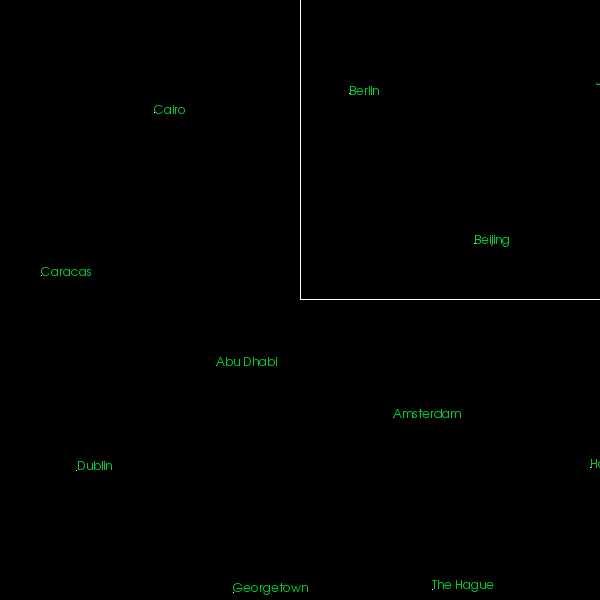 Berlin
Cairo
Beijing
Caracas
Abu Dhabi
Amsterdam
Dublin
The Hague
Georgetown